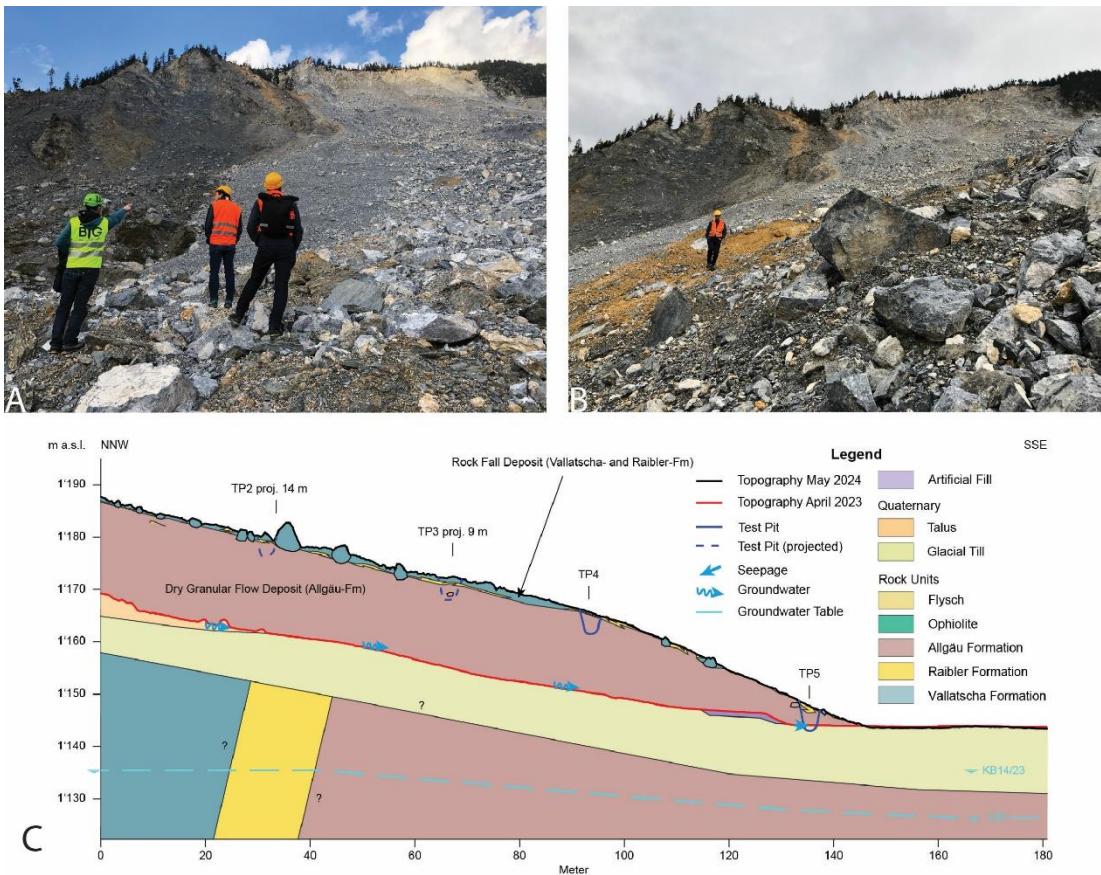 BTG
A
B
m a.s.l.
NNW
SSE
Rock Fall Deposit (Vallatscha- and Raibler-Fm)
1'190
1'180
1'170
1'160
1'150
1'140
1'130
TP2 proj. 14 m
TP3 proj. 9 m
TP4
TP5
Dry Granular Flow Deposit (Allgäu-Fm)
?
?
?
KB14/23
Legend
Topography May 2024
Topography April 2023
Test Pit
Test Pit (projected)
Seepage
Groundwater
Groundwater Table
Artificial Fill
Quaternary
Talus
Glacial Till
Rock Units
Flysch
Ophiolite
Allgäu Formation
Raibler Formation
Vallatscha Formation
C
0
20
40
60
80
100
120
140
160
180
Meter